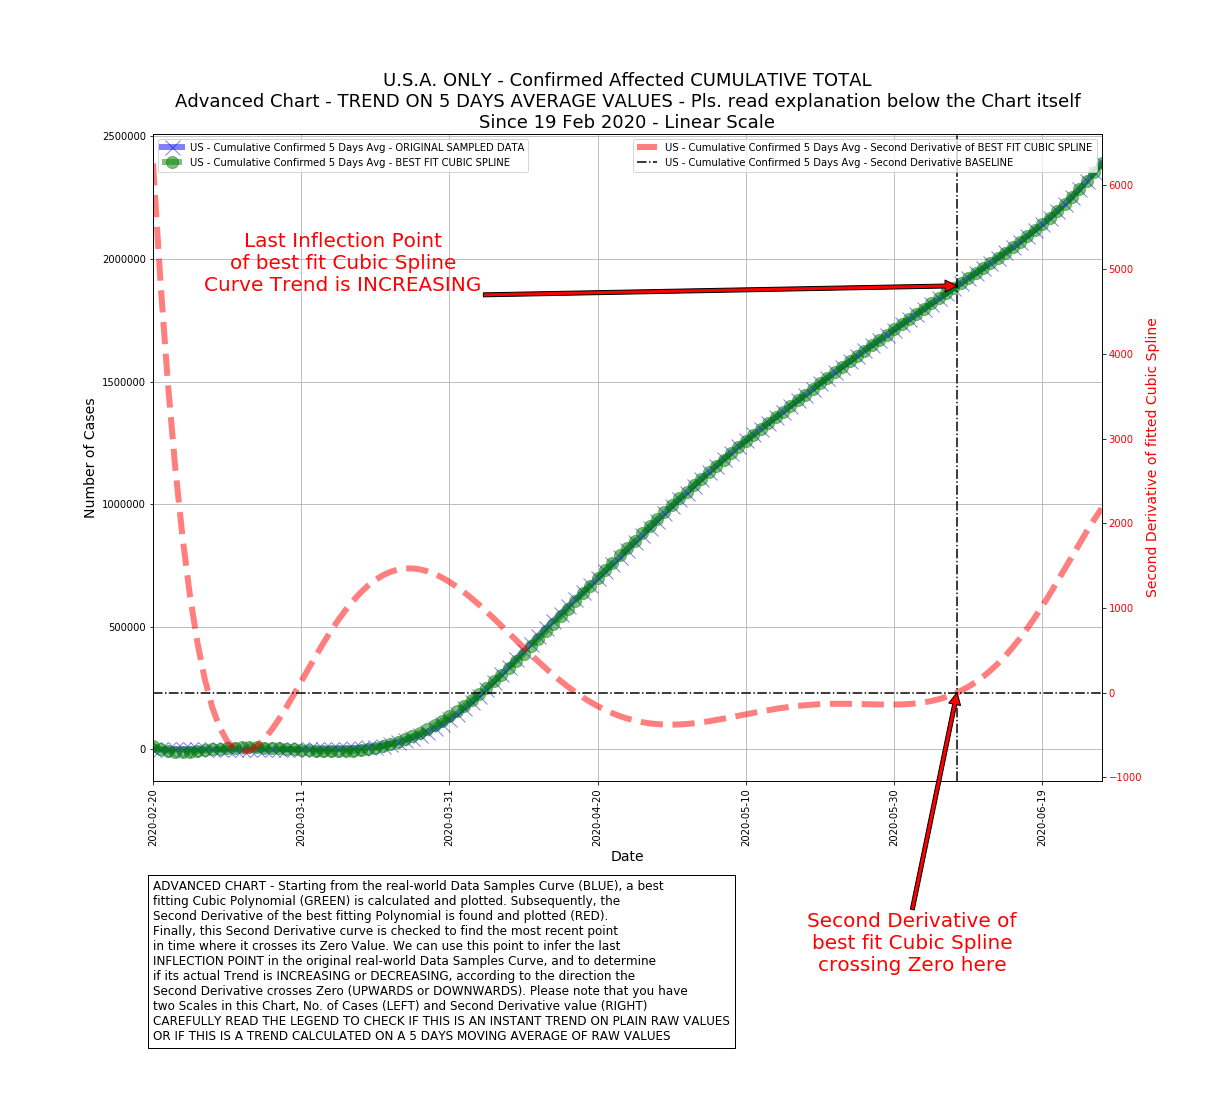 U.S.A. ONLY - Confirmed Affected CUMULATIVE TOTAL
Advanced Chart - TREND ON 5 DAYS AVERAGE VALUES - Pls. read explanation below the Chart itself
Since 19 Feb 2020 - Linear Scale
US - Cumulative Confirmed 5 Days Avg - ORIGINAL SAMPLED DATA
US - Cumulative Confirmed 5 Days Avg - BEST FIT CUBIC SPLINE
US - Cumulative Confirmed 5 Days Avg - Second Derivative of BEST FIT CUBIC SPLINE
US - Cumulative Confirmed 5 Days Avg - Second Derivative BASELINE
Last Inflection Point
of best fit Cubic Spline
Curve Trend is INCREASING
Number of Cases
2500000
2000000
1500000
1000000
500000
0
6000
5000
4000
3000
2000
1000
0
−1000
Second Derivative of fitted Cubic Spline
2020-02-20
2020-03-11
2020-03-31
2020-04-20
2020-05-10
2020-05-30
2020-06-19
Date
ADVANCED CHART - Starting from the real-world Data Samples Curve (BLUE), a best
fitting Cubic Polynomial (GREEN) is calculated and plotted. Subsequently, the
Second Derivative of the best fitting Polynomial is found and plotted (RED).
Finally, this Second Derivative curve is checked to find the most recent point
in time where it crosses its Zero Value. We can use this point to infer the last
INFLECTION POINT in the original real-world Data Samples Curve, and to determine
if its actual Trend is INCREASING or DECREASING, according to the direction the
Second Derivative crosses Zero (UPWARDS or DOWNWARDS). Please note that you have
two Scales in this Chart, No. of Cases (LEFT) and Second Derivative value (RIGHT)
CAREFULLY READ THE LEGEND TO CHECK IF THIS IS AN INSTANT TREND ON PLAIN RAW VALUES
OR IF THIS IS A TREND CALCULATED ON A 5 DAYS MOVING AVERAGE OF RAW VALUES
Second Derivative of
best fit Cubic Spline
crossing Zero here